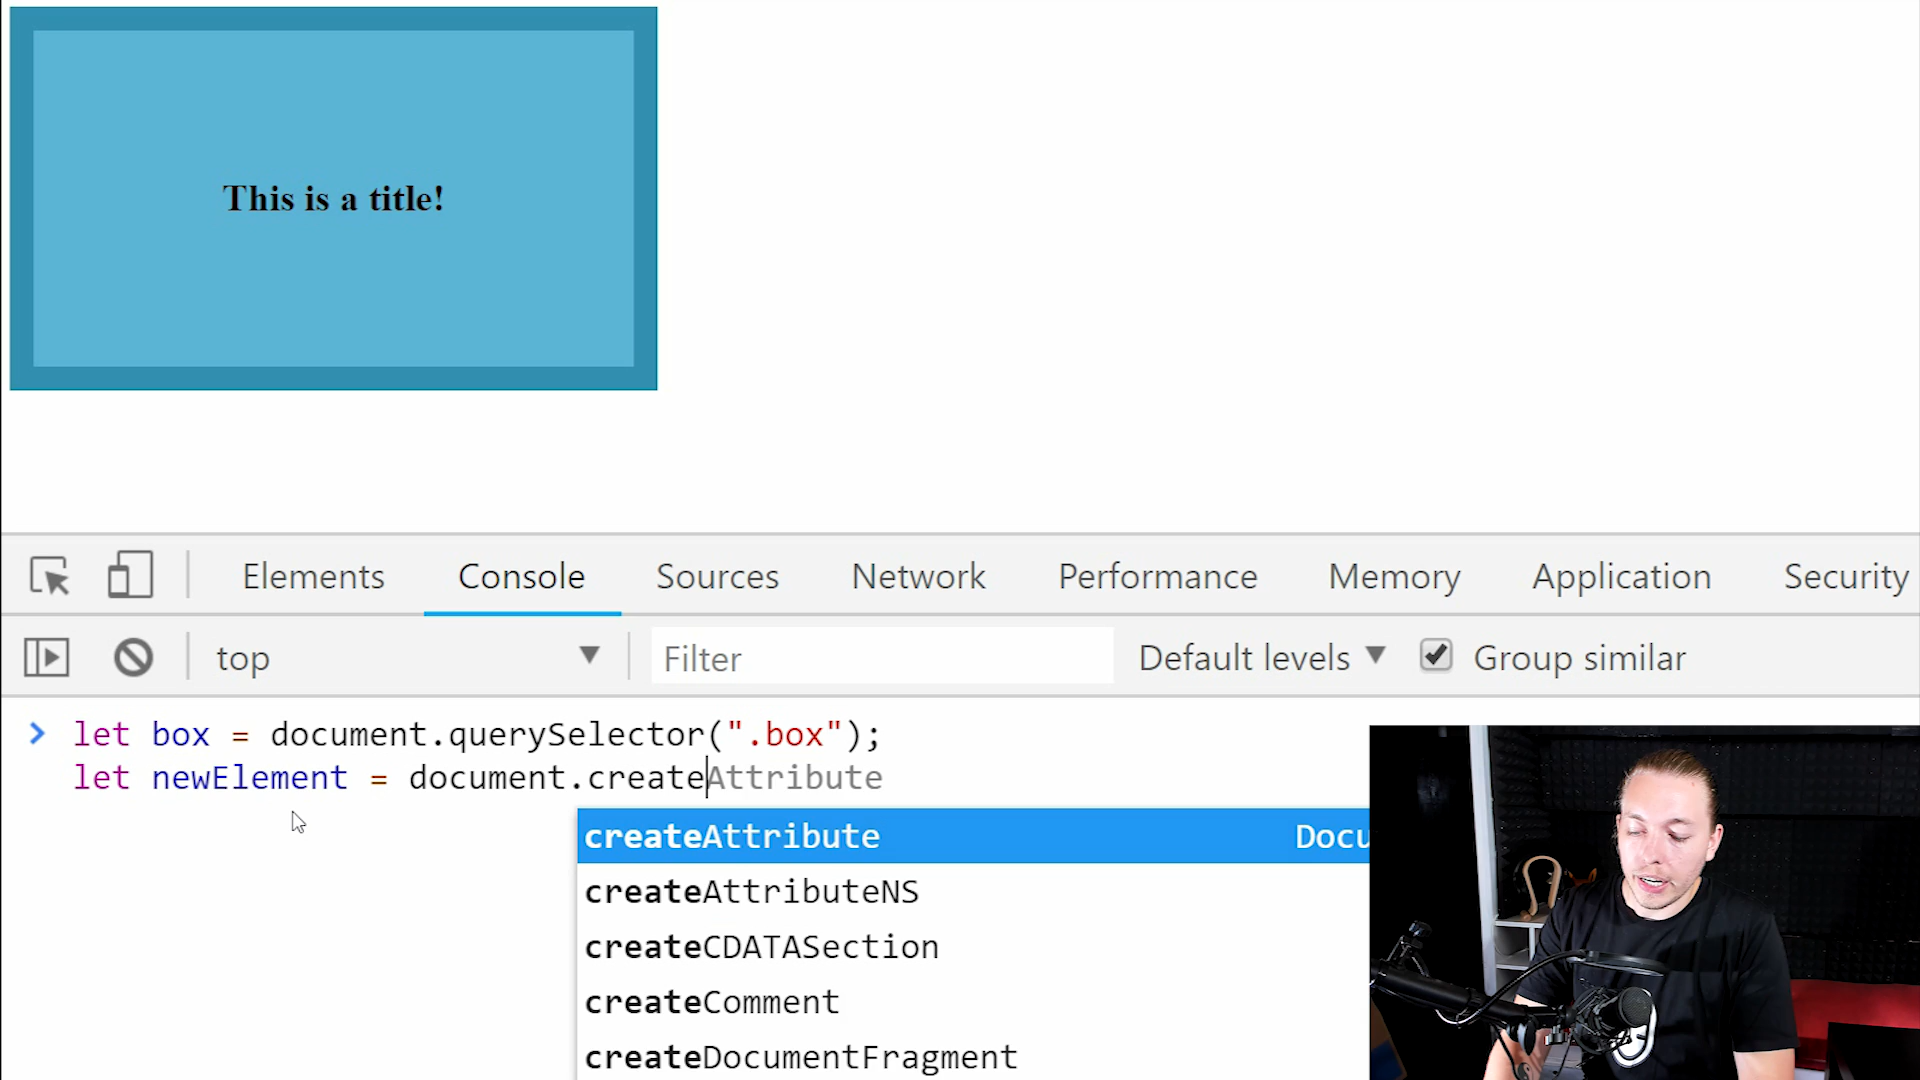 This is a title!
Elements Console Sources Network Performance Memory Application Security
top Filter Default levels Group similar
let box = document.querySelector(".box");
let newElement = document.createAttribute
createAttribute Docu
createAttributeNS
createCDATASection
createComment
createDocumentFragment